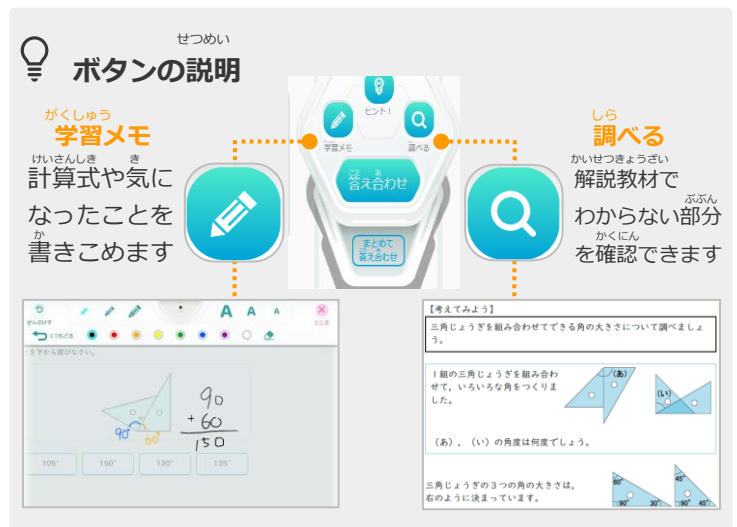 せつめい
ボタンの説明
がくしゅう
学習メモ
けいさんしき き
計算式や気に
なったことを
か
書きこめます
ヒント!
学習メモ
調べる
こた あ
答え合わせ
まとめて
こた あ
答え合わせ
しら
調べる
かいせつきょうざい
解説教材で
ぶぶん
わからない部分
かくにん
を確認できます
ぜんぶけす
1つもどる
A A A
とじる
を下から選びなさい。
90
+ 60
150
90° 60°
105°
150°
120°
135°
【考えてみよう】
三角じょうぎを組み合わせてできる角の大きさについて調べましょ
う。
1組の三角じょうぎを組み合わ
せて,いろいろな角をつくりま
した。
(あ)
(い)
(あ),(い)の角度は何度でしょう。
三角じょうぎの3つの角の大きさは,
右のように決まっています。
60°
90° 30°
45°
90° 45°